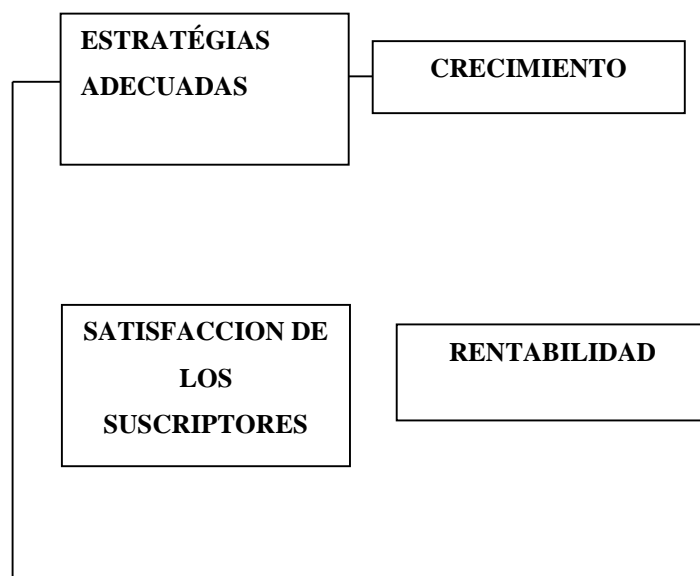 ESTRATÉGIAS
ADECUADAS
CRECIMIENTO
SATISFACCION DE
LOS
SUSCRIPTORES
RENTABILIDAD